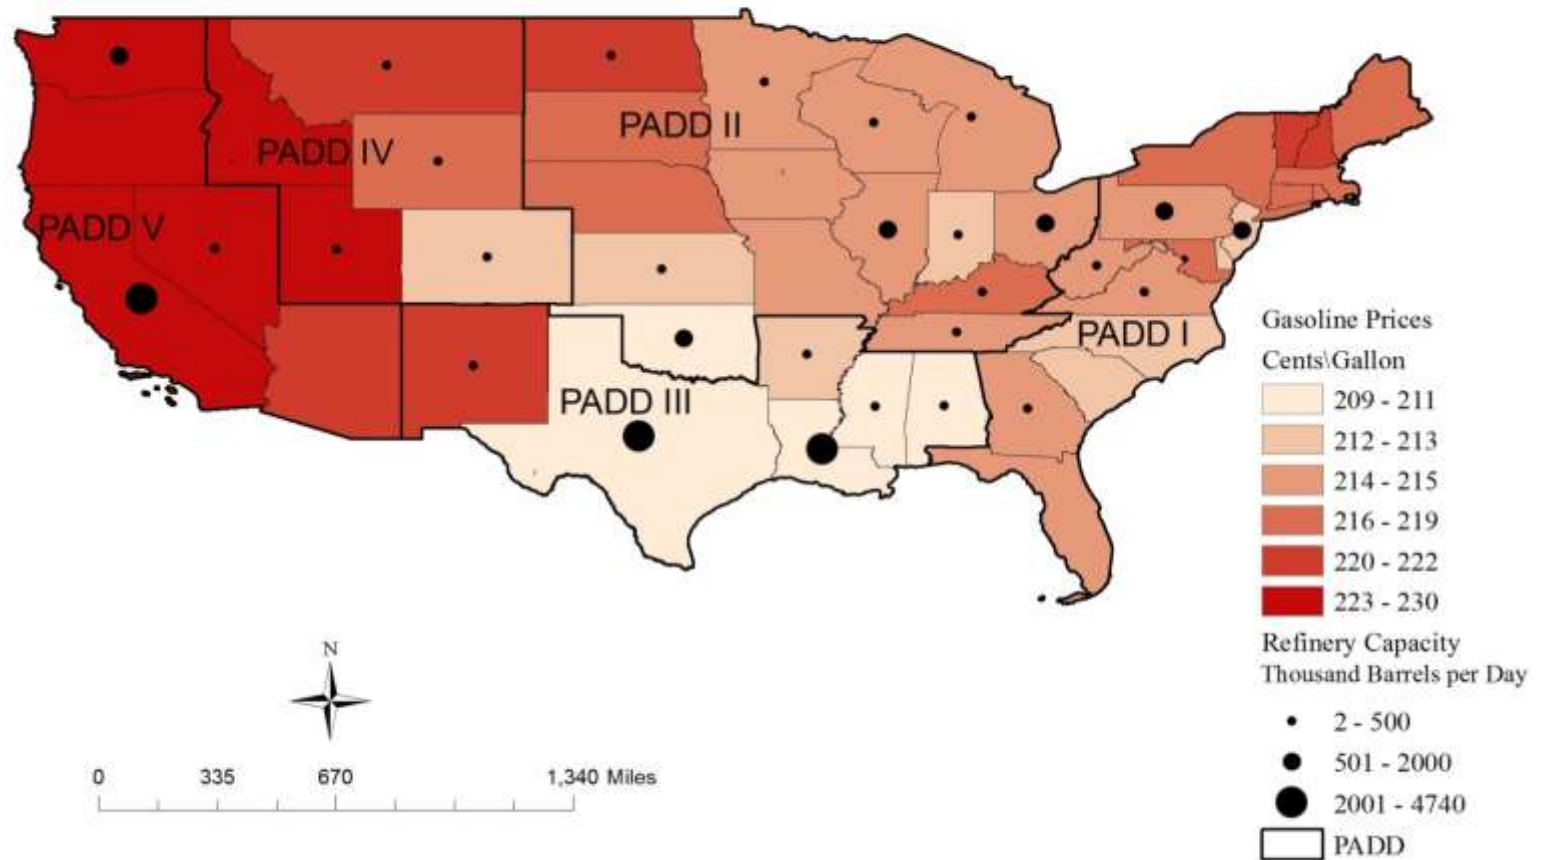 PADD II
PADD IV
PADD V
PADD I
PADD III
Gasoline Prices
Cents\Gallon
209 - 211
212 - 213
214 - 215
216 - 219
220 - 222
223 - 230
Refinery Capacity
Thousand Barrels per Day
2 - 500
501 - 2000
2001 - 4740
PADD
N
0 335 670 1,340 Miles